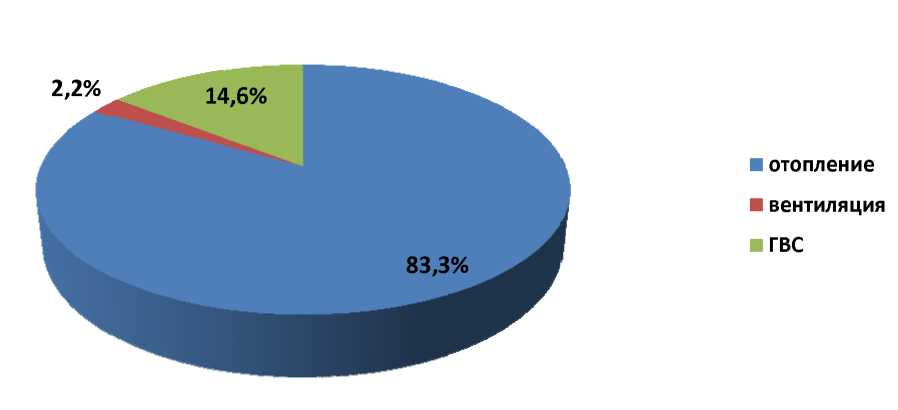 2,2%
14,6%
83,3%
отопление
вентиляция
ГВС